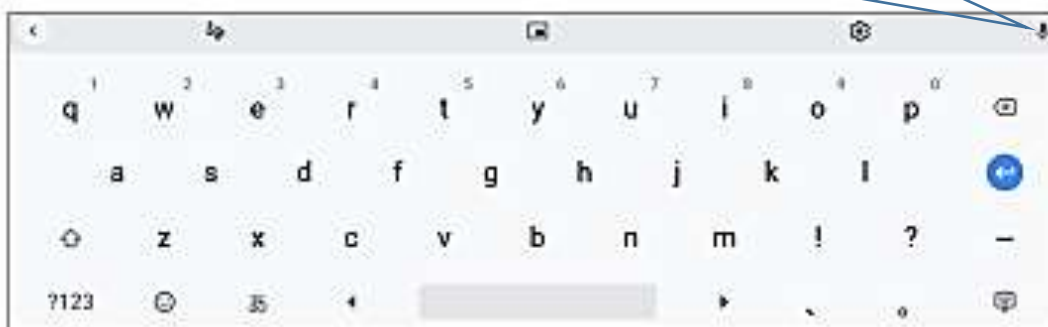 1 2 3 4 5 6 7 8 9 0
q w e r t y u i o p
a s d f g h j k l
z x c v b n m ! ? –
?123 、 。